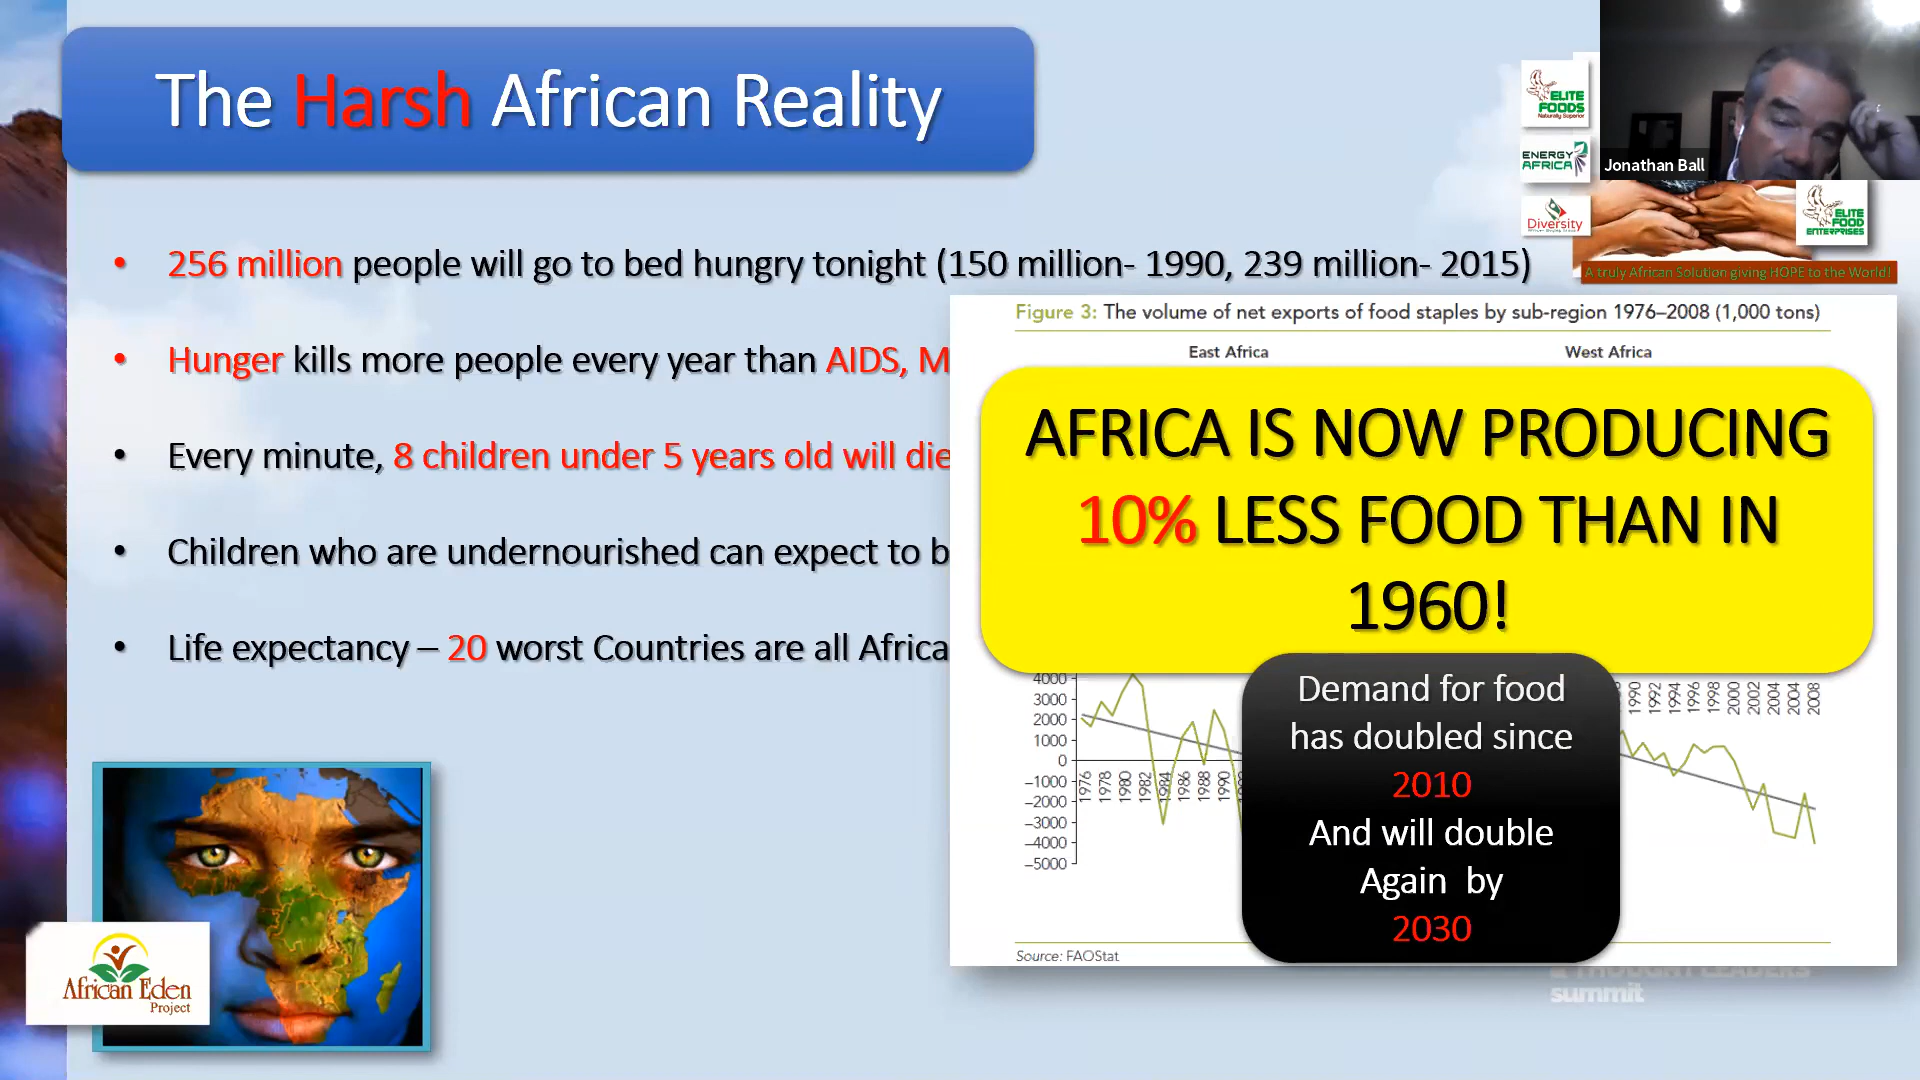 The Harsh African Reality
ELITE
FOODS
Naturally Superior
ENERGY
AFRICA
Diversity
Jonathan Ball
ELITE
FOOD
ENTERPRISES
A truly African Solution giving HOPE to the World!
• 256 million people will go to bed hungry tonight (150 million- 1990, 239 million- 2015)
• Hunger kills more people every year than AIDS, M
• Every minute, 8 children under 5 years old will die
• Children who are undernourished can expect to b
• Life expectancy – 20 worst Countries are all Africa
Figure 3: The volume of net exports of food staples by sub-region 1976–2008 (1,000 tons)
East Africa
West Africa
AFRICA IS NOW PRODUCING
10% LESS FOOD THAN IN
1960!
4000
3000
2000
1000
0
–1000
–2000
–3000
–4000
–5000
1976 1978 1980 1982 1984 1986 1988 1990
1990 1992 1994 1996 1998 2000 2002 2004 2004 2008
Demand for food
has doubled since
2010
And will double
Again by
2030
Source: FAOStat
THOUGHT LEADERS
summit
African Eden
Project